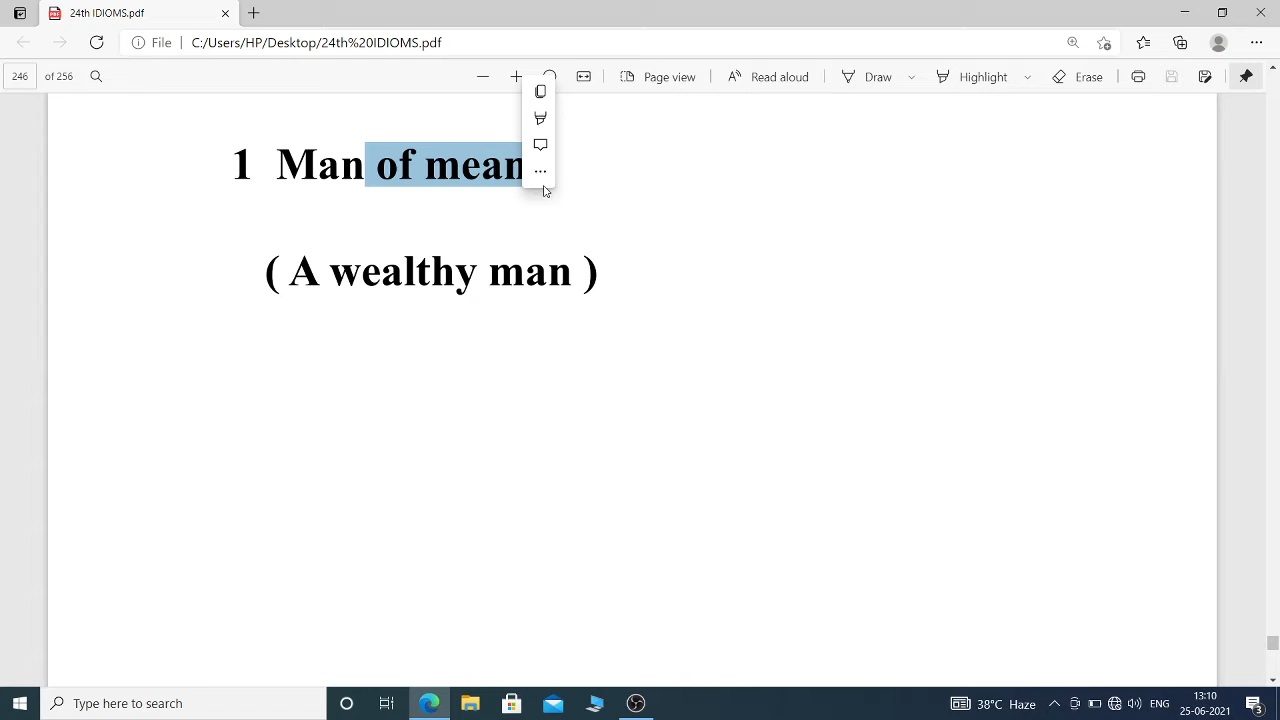 24th IDIOMS.pdf
File C:/Users/HP/Desktop/24th%20IDIOMS.pdf
246 of 256 Page view Read aloud Draw Highlight Erase
1 Man of mean
( A wealthy man )
Type here to search
38°C Haze ENG 13:10
25-06-2021 3